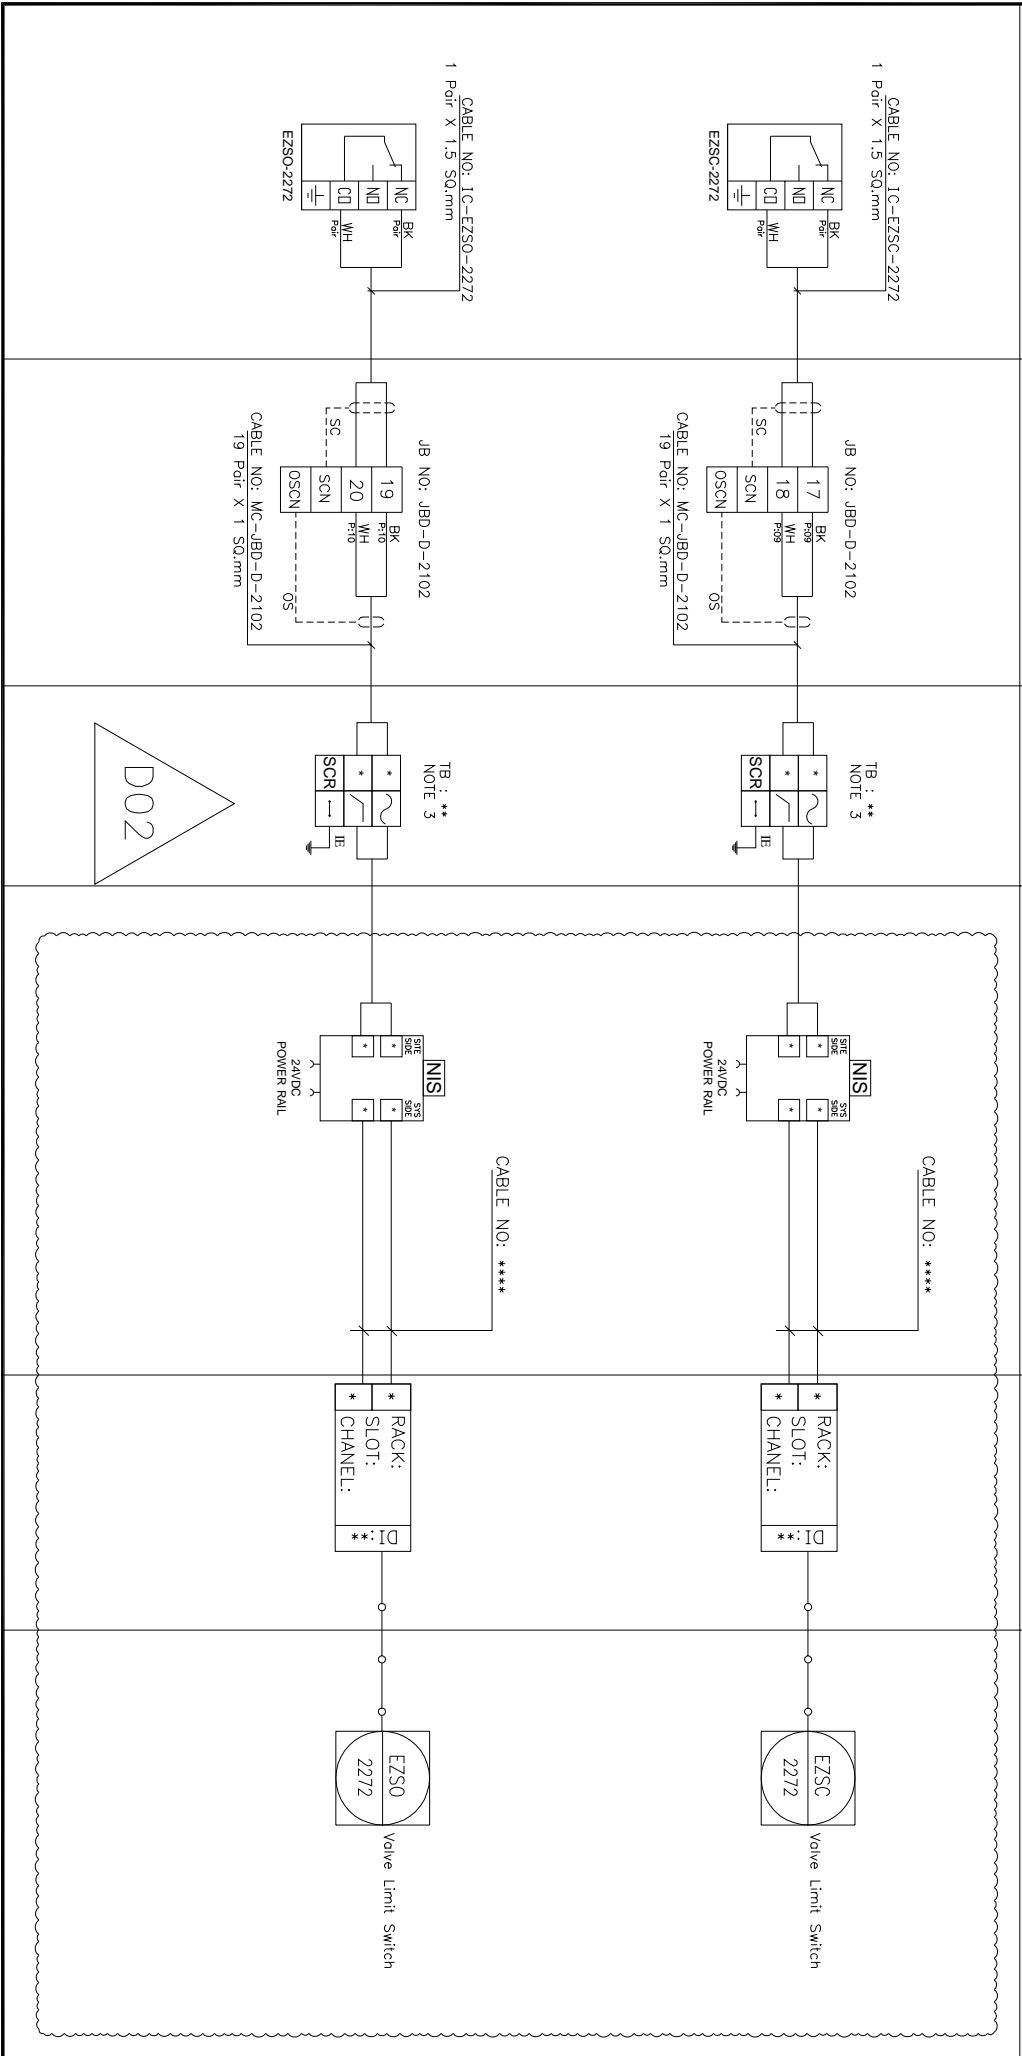 CABLE NO: IC-EZSC-2272
1 Pair X 1.5 SQ.mm
NC
NO
CO
BK
Pair
WH
Pair
EZSC-2272
JB NO: JBD-D-2102
17
18
SCN
OSCN
SC
BK
P:09
WH
P:09
OS
CABLE NO: MC-JBD-D-2102
19 Pair X 1 SQ.mm
TB : **
NOTE 3
*
*
SCR
IE
NIS
SITE
SIDE
SYS
SIDE
*
*
*
*
24VDC
POWER RAIL
CABLE NO: ****
*
*
RACK:
SLOT:
CHANEL:
DI:**
EZSC
2272
Valve Limit Switch
CABLE NO: IC-EZSO-2272
1 Pair X 1.5 SQ.mm
NC
NO
CO
BK
Pair
WH
Pair
EZSO-2272
JB NO: JBD-D-2102
19
20
SCN
OSCN
SC
BK
P:10
WH
P:10
OS
CABLE NO: MC-JBD-D-2102
19 Pair X 1 SQ.mm
TB : **
NOTE 3
*
*
SCR
IE
NIS
SITE
SIDE
SYS
SIDE
*
*
*
*
24VDC
POWER RAIL
CABLE NO: ****
*
*
RACK:
SLOT:
CHANEL:
DI:**
EZSO
2272
Valve Limit Switch
D02